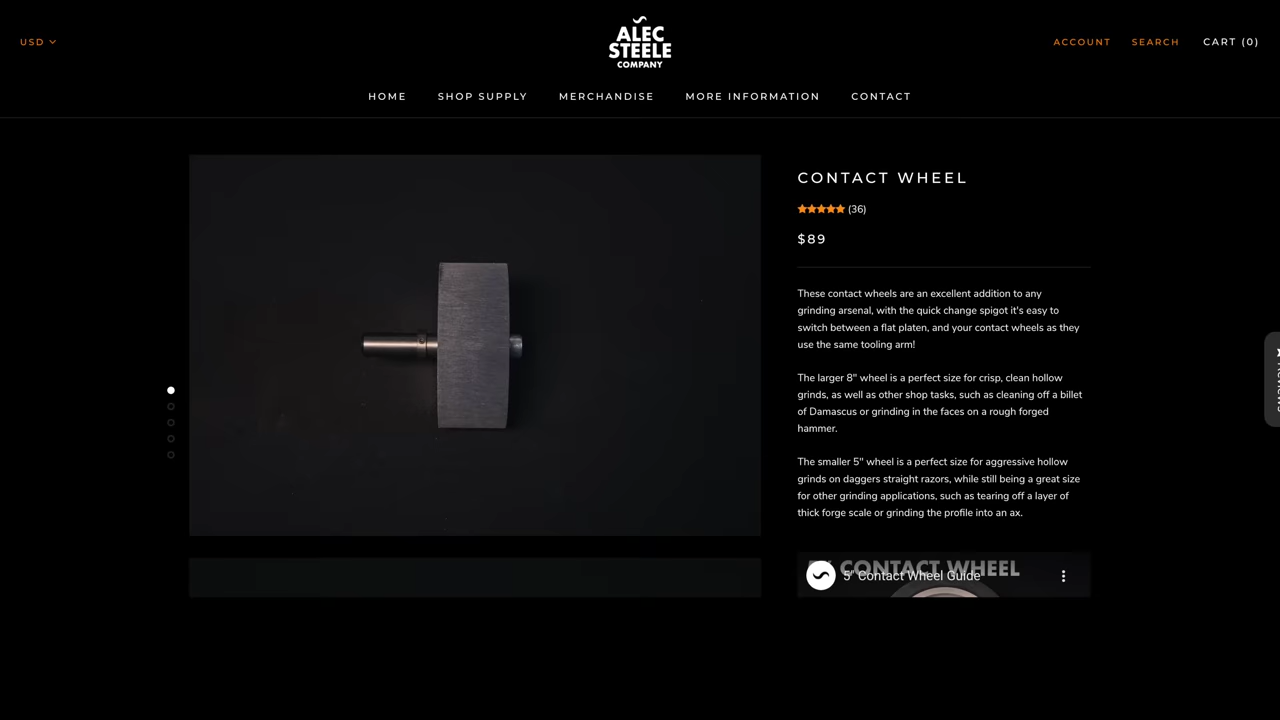 USD
ALEC
STEELE
COMPANY
ACCOUNT
SEARCH
CART (0)
HOME
SHOP SUPPLY
MERCHANDISE
MORE INFORMATION
CONTACT
CONTACT WHEEL
(36)
$89
These contact wheels are an excellent addition to any
grinding arsenal, with the quick change spigot it's easy to
switch between a flat platen, and your contact wheels as they
use the same tooling arm!
The larger 8" wheel is a perfect size for crisp, clean hollow
grinds, as well as other shop tasks, such as cleaning off a billet
of Damascus or grinding in the faces on a rough forged
hammer.
The smaller 5" wheel is a perfect size for aggressive hollow
grinds on daggers straight razors, while still being a great size
for other grinding applications, such as tearing off a layer of
thick forge scale or grinding the profile into an ax.
CONTACT WHEEL
5" Contact Wheel Guide